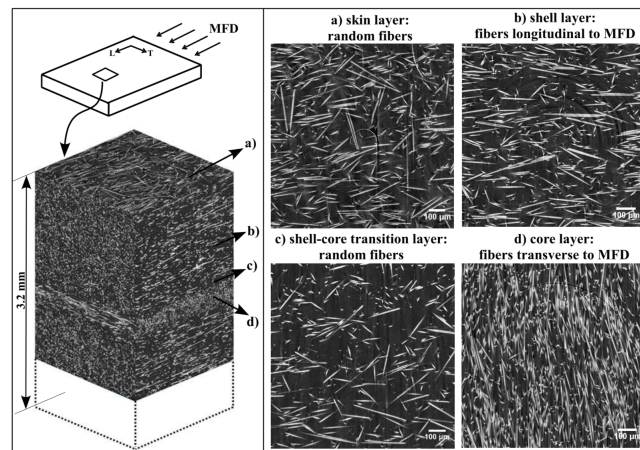 MFD
L
T
a)
b)
c)
d)
3.2 mm
a) skin layer:
random fibers
100 µm
b) shell layer:
fibers longitudinal to MFD
100 µm
c) shell-core transition layer:
random fibers
100 µm
d) core layer:
fibers transverse to MFD
100 µm